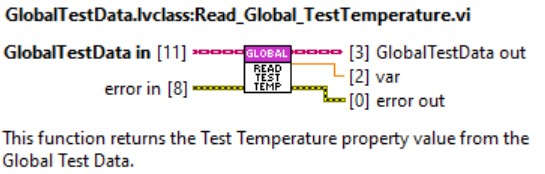 GlobalTestData.lvclass:Read_Global_TestTemperature.vi
GlobalTestData in [11]
GLOBAL
[3] GlobalTestData out
READ
TEST
TEMP
[2] var
error in [8]
[0] error out
This function returns the Test Temperature property value from the
Global Test Data.